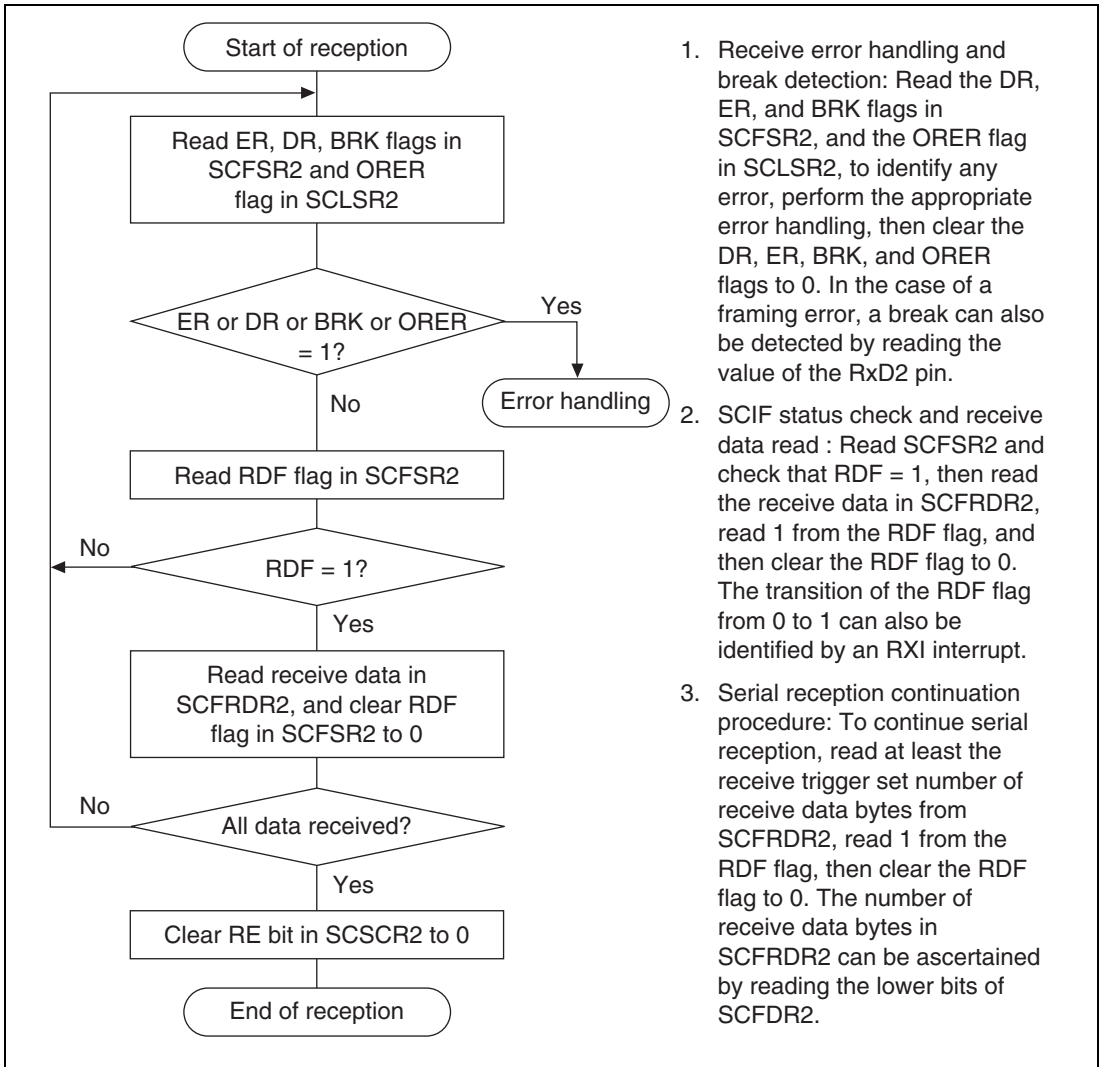 Start of reception
Read ER, DR, BRK flags in
SCFSR2 and ORER
flag in SCLSR2
ER or DR or BRK or ORER
= 1?
Yes
Error handling
No
Read RDF flag in SCFSR2
No
RDF = 1?
Yes
Read receive data in
SCFRDR2, and clear RDF
flag in SCFSR2 to 0
No
All data received?
Yes
Clear RE bit in SCSCR2 to 0
End of reception
1. Receive error handling and
break detection: Read the DR,
ER, and BRK flags in
SCFSR2, and the ORER flag
in SCLSR2, to identify any
error, perform the appropriate
error handling, then clear the
DR, ER, BRK, and ORER
flags to 0. In the case of a
framing error, a break can also
be detected by reading the
value of the RxD2 pin.
2. SCIF status check and receive
data read : Read SCFSR2 and
check that RDF = 1, then read
the receive data in SCFRDR2,
read 1 from the RDF flag, and
then clear the RDF flag to 0.
The transition of the RDF flag
from 0 to 1 can also be
identified by an RXI interrupt.
3. Serial reception continuation
procedure: To continue serial
reception, read at least the
receive trigger set number of
receive data bytes from
SCFRDR2, read 1 from the
RDF flag, then clear the RDF
flag to 0. The number of
receive data bytes in
SCFRDR2 can be ascertained
by reading the lower bits of
SCFDR2.